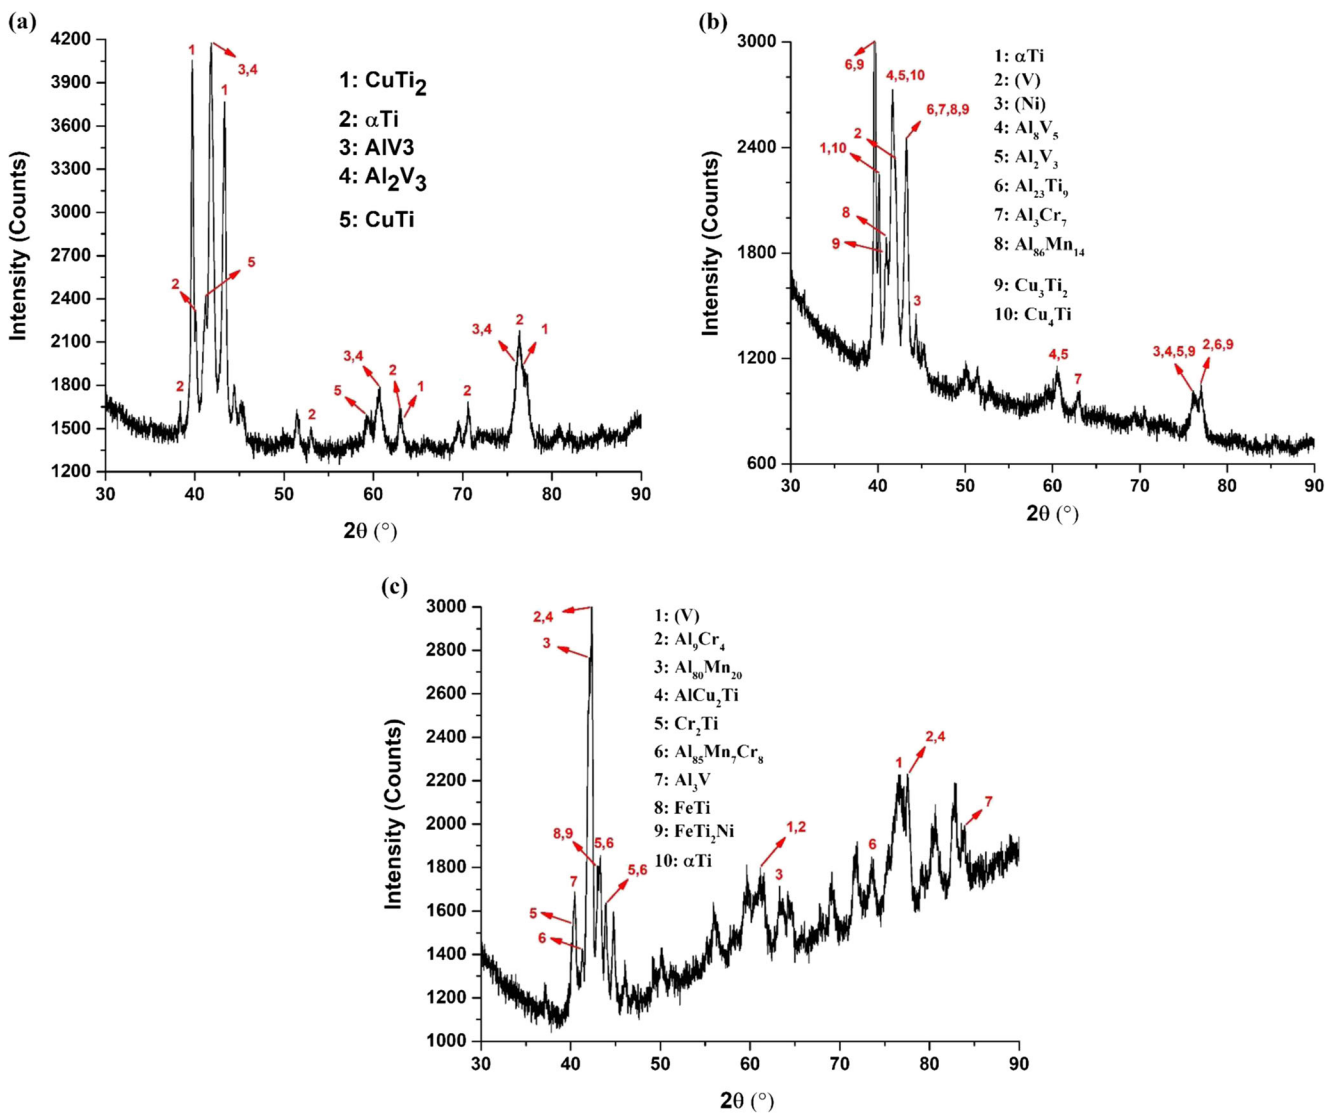 (a)
4200
3900
3600
3300
3000
2700
2400
2100
1800
1500
1200
Intensity (Counts)
30
40
50
60
70
80
90
2θ (°)
1
3,4
1
2
5
2
2
3,4
5
2
1
2
3,4
2
1
1: CuTi2
2: αTi
3: AlV3
4: Al2V3
5: CuTi
(b)
3000
2400
1800
1200
600
Intensity (Counts)
30
40
50
60
70
80
90
2θ (°)
6,9
4,5,10
6,7,8,9
2
1,10
8
9
3
4,5
7
3,4,5,9
2,6,9
1: αTi
2: (V)
3: (Ni)
4: Al8V5
5: Al2V3
6: Al23Ti9
7: Al3Cr7
8: Al86Mn14
9: Cu3Ti2
10: Cu4Ti
(c)
3000
2800
2600
2400
2200
2000
1800
1600
1400
1200
1000
Intensity (Counts)
30
40
50
60
70
80
90
2θ (°)
2,4
3
8,9
5,6
5,6
7
5
6
1,2
3
6
1
2,4
7
1: (V)
2: Al9Cr4
3: Al80Mn20
4: AlCu2Ti
5: Cr2Ti
6: Al85Mn7Cr8
7: Al3V
8: FeTi
9: FeTi2Ni
10: αTi